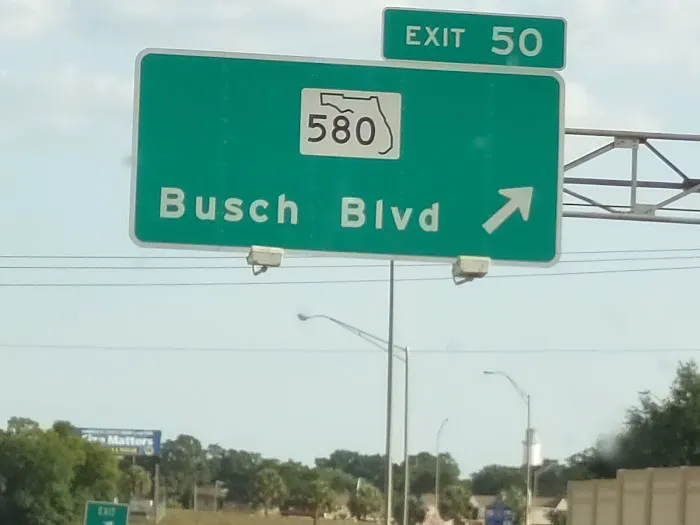 EXIT 50
580
Busch Blvd
Matters
EXIT